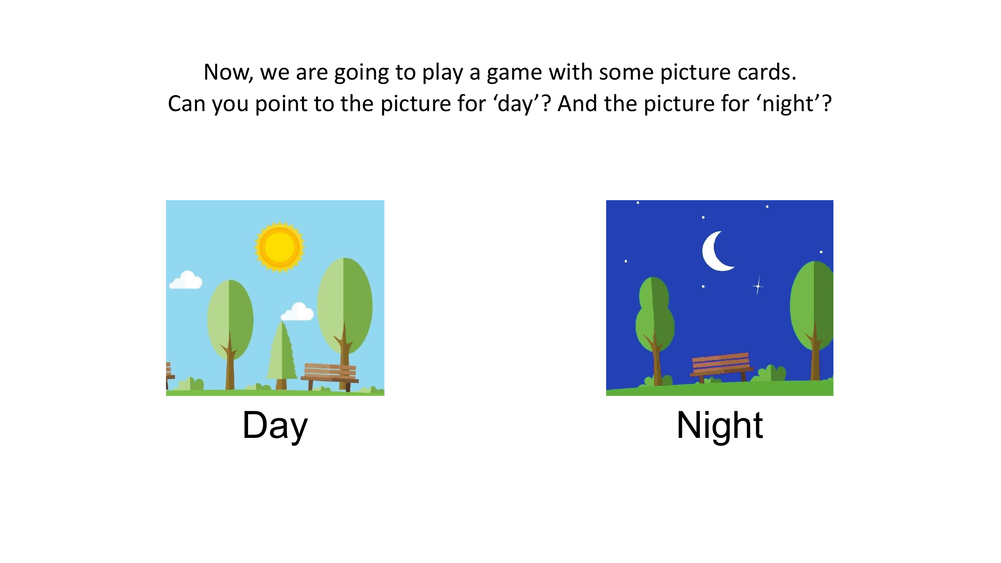 Now, we are going to play a game with some picture cards.
Can you point to the picture for ‘day’? And the picture for ‘night’?
Day
Night